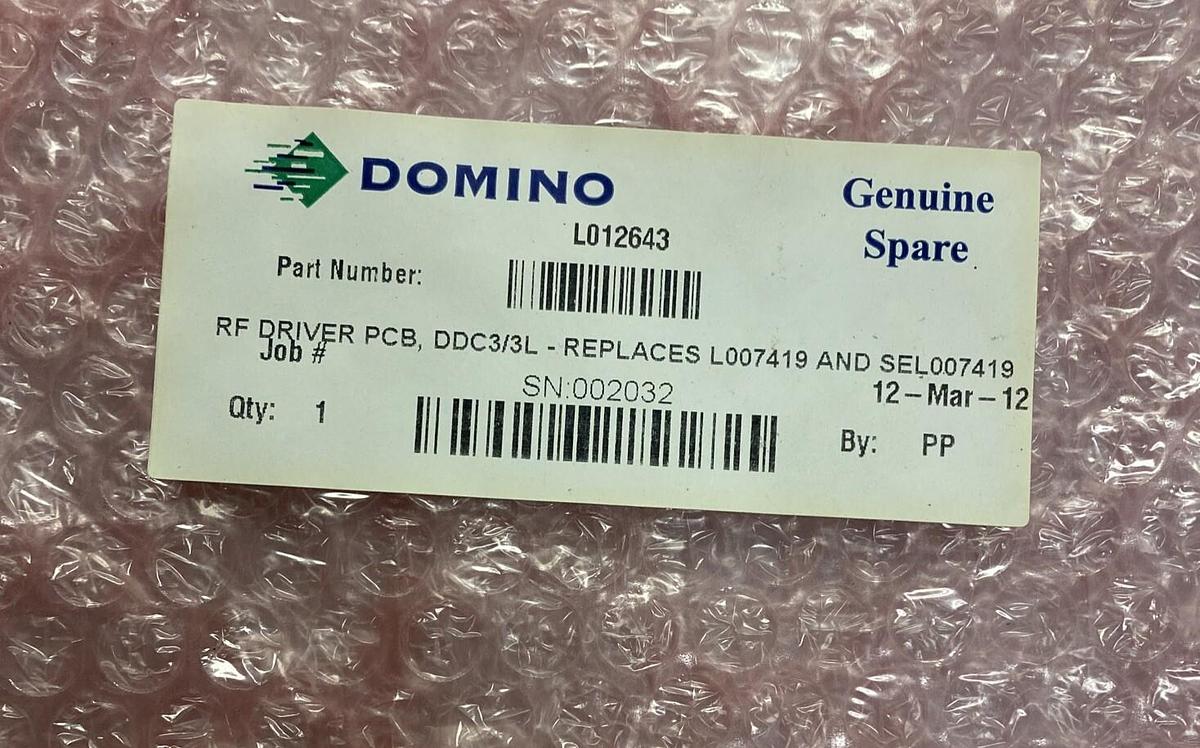 DOMINO
Genuine
Spare
L012643
Part Number:
RF DRIVER PCB, DDC3/3L - REPLACES L007419 AND SEL007419
Job #
SN:002032
12-Mar-12
Qty: 1
By: PP